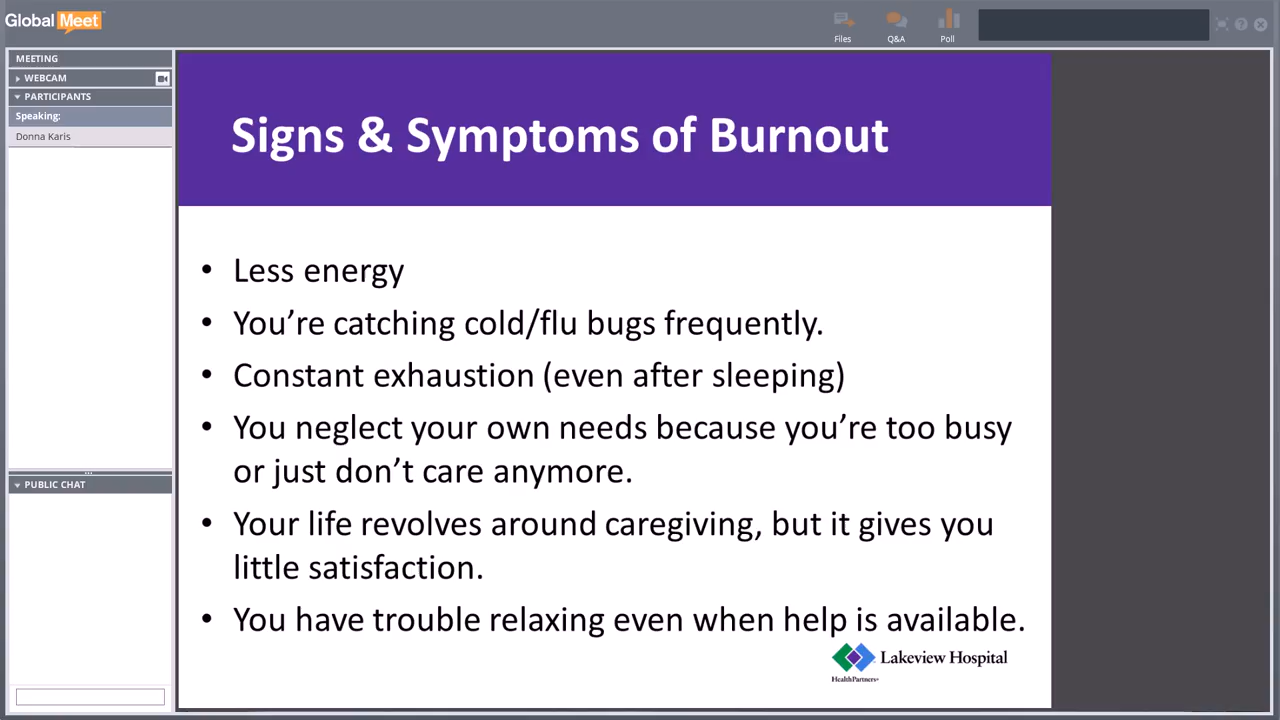 Global Meet
Files
Q&A
Poll
MEETING
WEBCAM
PARTICIPANTS
Speaking:
Donna Karis
PUBLIC CHAT
Signs & Symptoms of Burnout
• Less energy
• You’re catching cold/flu bugs frequently.
• Constant exhaustion (even after sleeping)
• You neglect your own needs because you’re too busy
or just don’t care anymore.
• Your life revolves around caregiving, but it gives you
little satisfaction.
• You have trouble relaxing even when help is available.
Lakeview Hospital
HealthPartners